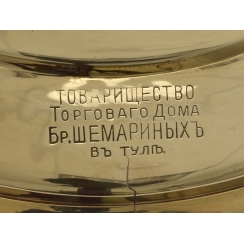 ТОВАРИЩЕСТВО
ТОРГОВАГО ДОМА
БР. ШЕМАРИНЫХЪ
ВЪ ТУЛѢ.